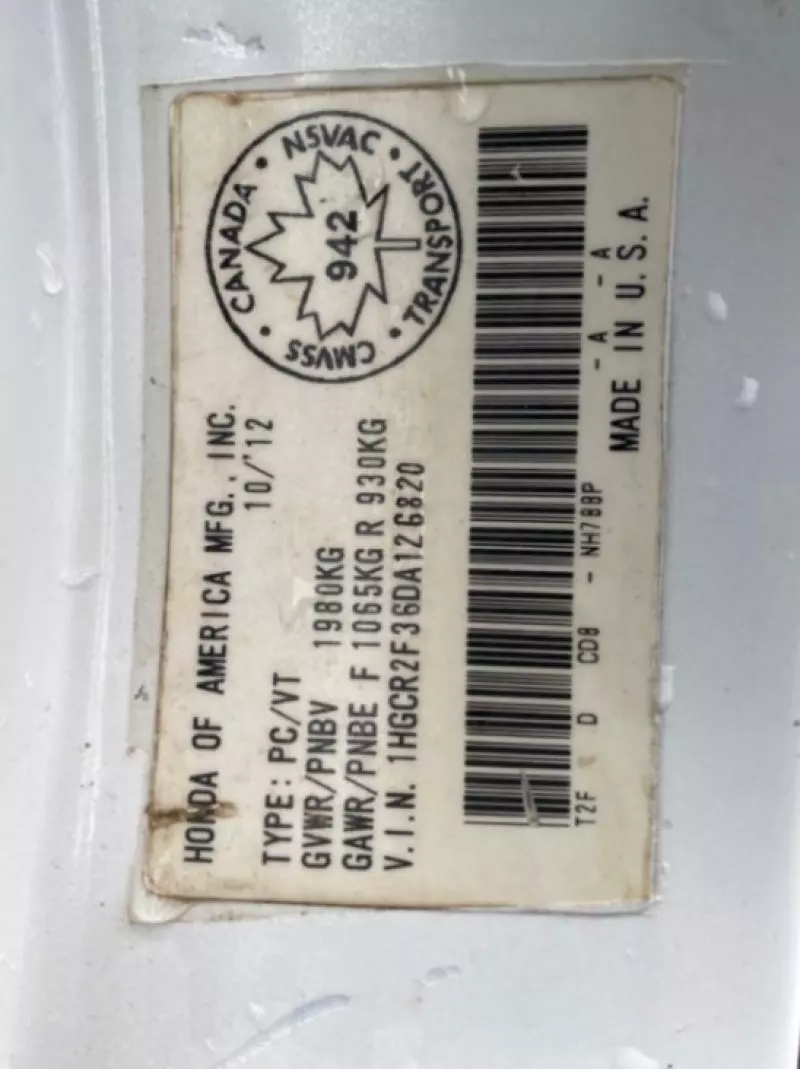 HONDA OF AMERICA MFG., INC.
10/'12
TYPE: PC/VT
GVWR/PNBV 1980KG
GAWR/PNBE F 1065KG R 930KG
V.I.N. 1HGCR2F36DA126820
CANADA • NSVAC • TRANSPORT • CMVSS •
942
T2F D CD8 - NH788P - A - A
MADE IN U.S.A.